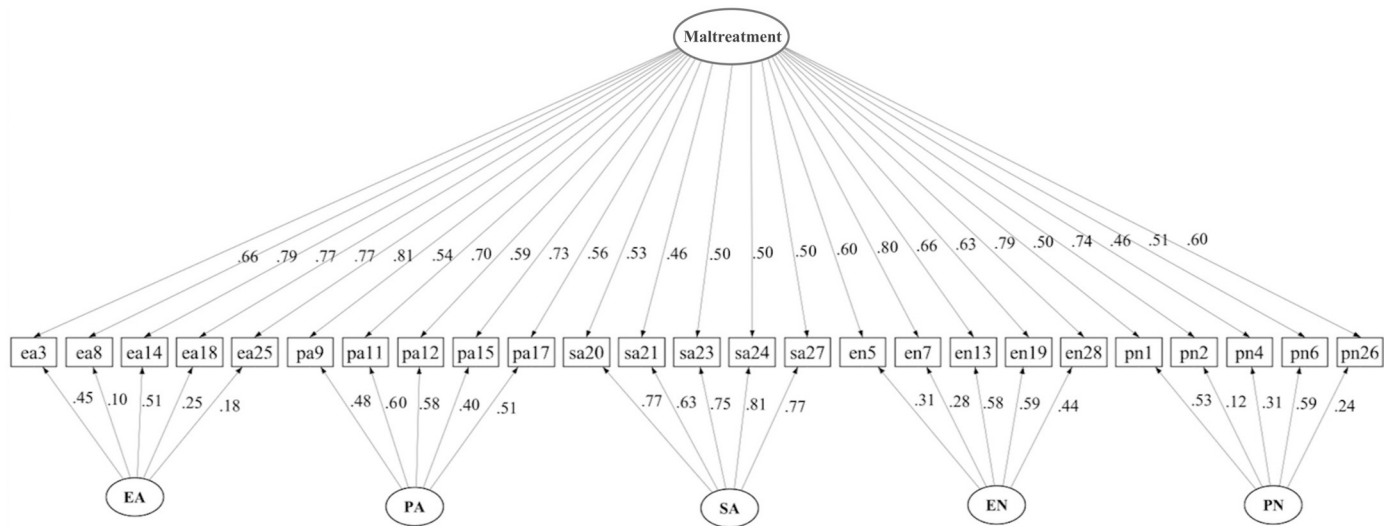 Maltreatment
.66 .79 .77 .77 .81 .54 .70 .59 .73 .56 .53 .46 .50 .50 .50 .60 .80 .66 .63 .79 .50 .74 .46 .51 .60
ea3 ea8 ea14 ea18 ea25 pa9 pa11 pa12 pa15 pa17 sa20 sa21 sa23 sa24 sa27 en5 en7 en13 en19 en28 pn1 pn2 pn4 pn6 pn26
.45 .10 .51 .25 .18 .48 .60 .58 .40 .51 .77 .63 .75 .81 .77 .31 .28 .58 .59 .44 .53 .12 .31 .59 .24
EA PA SA EN PN